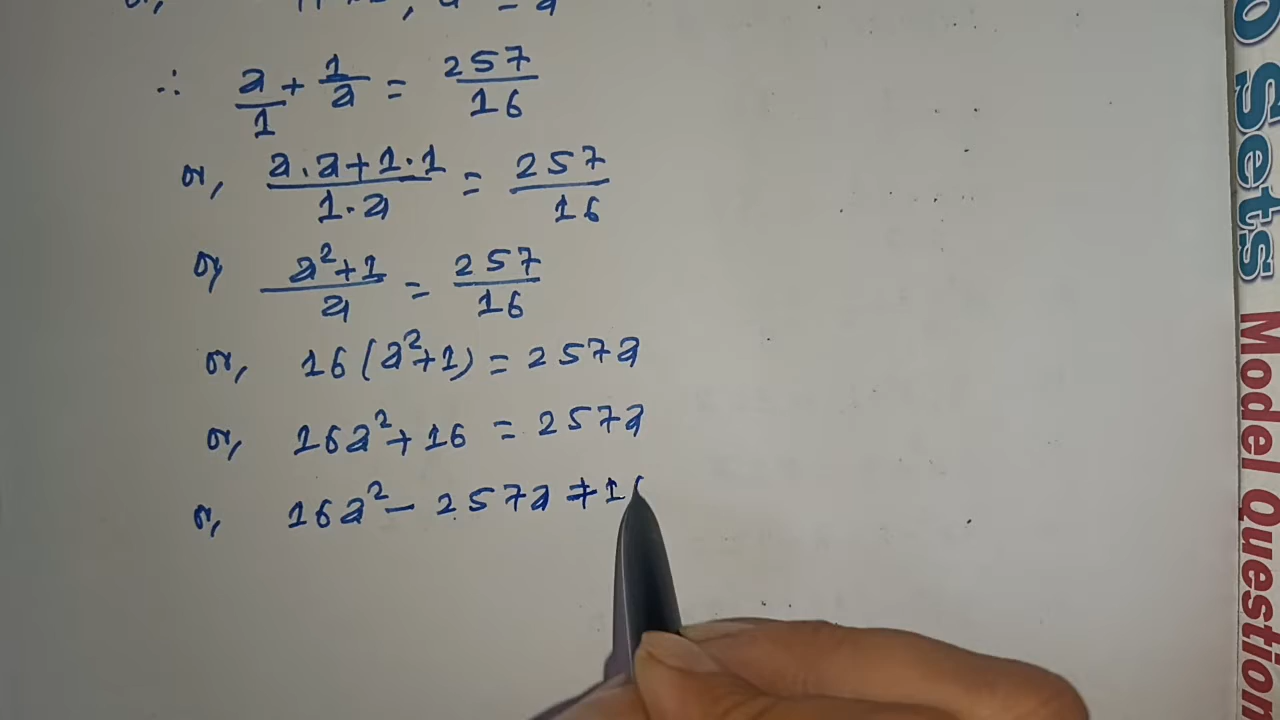 ∴ a/1 + 1/a = 257/16
or, (a.a+1.1)/(1.a) = 257/16
or, (a²+1)/a = 257/16
or, 16(a²+1) = 257a
or, 16a²+16 = 257a
or, 16a² - 257a + 1
Sets Model Question